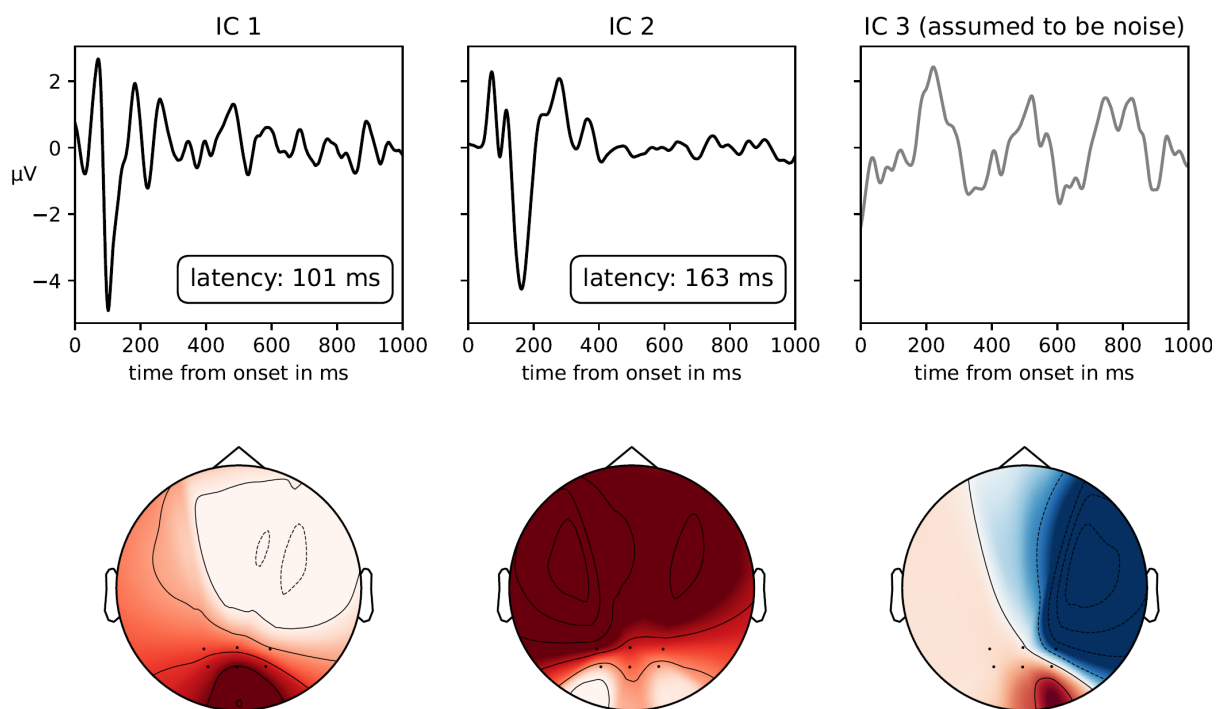 IC 1
IC 2
IC 3 (assumed to be noise)
2
0
−2
−4
µV
latency: 101 ms
latency: 163 ms
0 200 400 600 800 1000
0 200 400 600 800 1000
0 200 400 600 800 1000
time from onset in ms
time from onset in ms
time from onset in ms